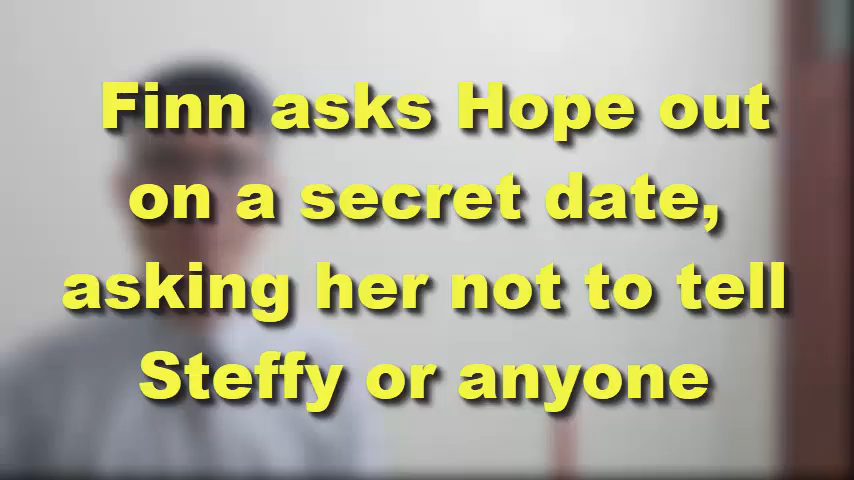 Finn asks Hope out
on a secret date,
asking her not to tell
Steffy or anyone